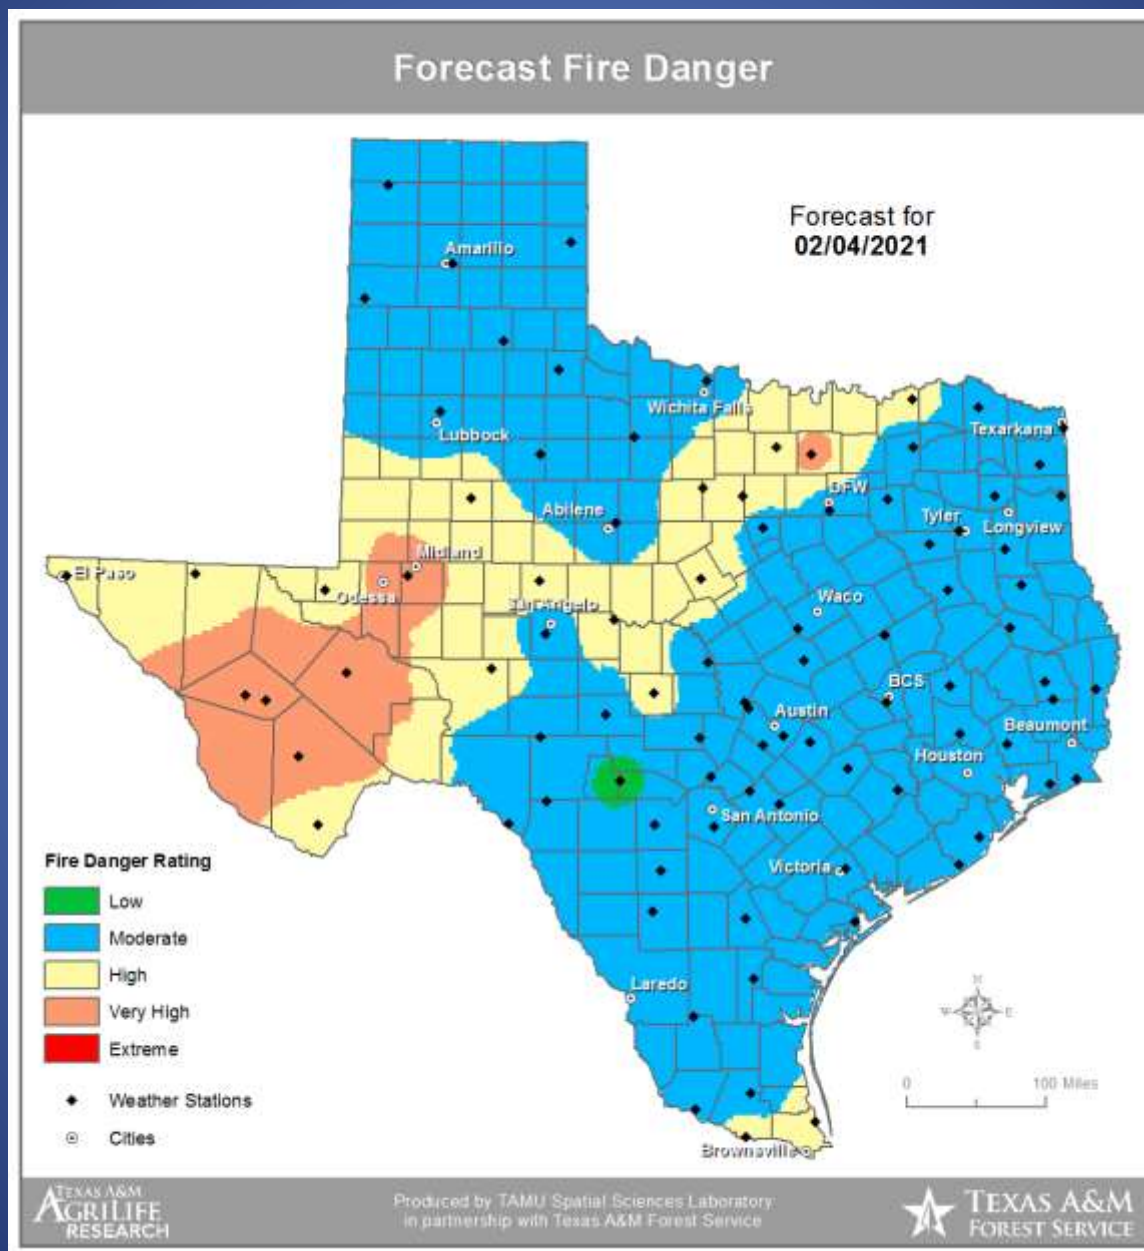 Forecast Fire Danger
Forecast for
02/04/2021
Amarillo
Wichita Falls
Lubbock
Texarkana
DFW
Abilene
Tyler
Longview
Midland
El Paso
Odessa
San Angelo
Waco
BCS
Austin
Beaumont
Houston
San Antonio
Victoria
Laredo
Brownsville
Fire Danger Rating
Low
Moderate
High
Very High
Extreme
Weather Stations
Cities
N
W E
S
0 100 Miles
TEXAS A&M
AGRILIFE
RESEARCH
Produced by TAMU Spatial Sciences Laboratory
in partnership with Texas A&M Forest Service
TEXAS A&M
FOREST SERVICE